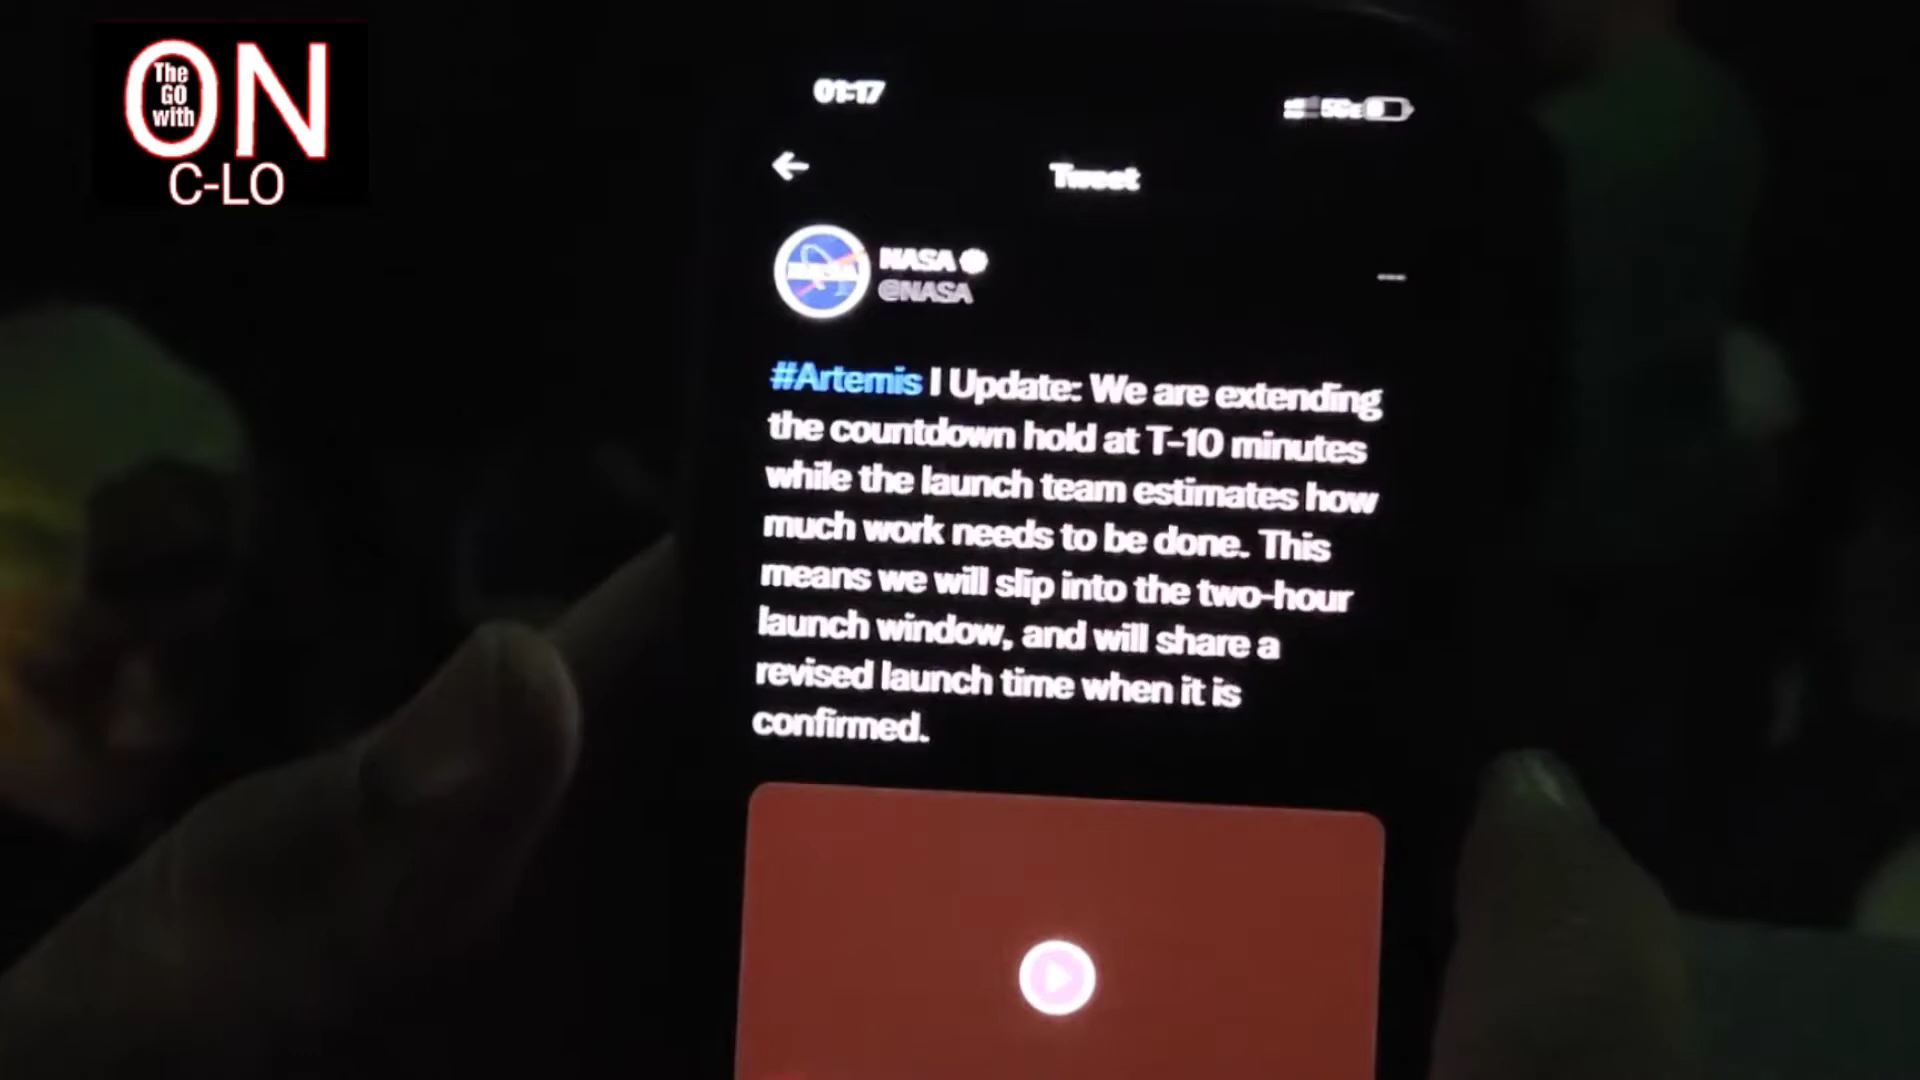 The
GO
with
ON
C-LO
01:17
5GE
Tweet
NASA
NASA
@NASA
#Artemis I Update: We are extending
the countdown hold at T-10 minutes
while the launch team estimates how
much work needs to be done. This
means we will slip into the two-hour
launch window, and will share a
revised launch time when it is
confirmed.